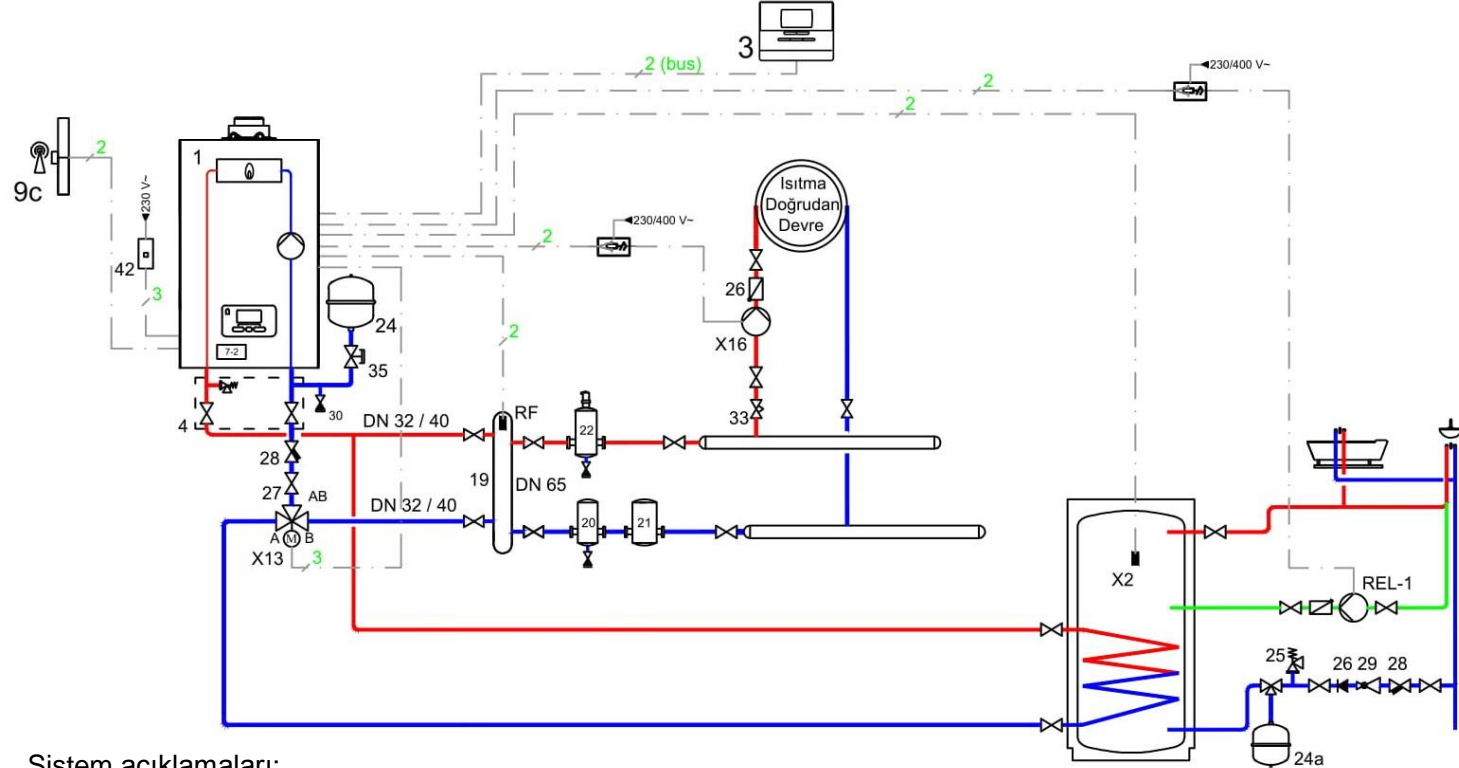 3
2 (bus)
230/400 V~
2
2
2
9c
1
230 V~
42
3
2
230/400 V~
Isıtma
Doğrudan
Devre
26
24
X16
2
7-2
35
30
4
DN 32 / 40
RF
33
22
28
19
DN 65
27
AB
DN 32 / 40
20
21
A
M
B
X13
3
X2
REL-1
25
26
29
28
24a
Sistem açıklamaları: